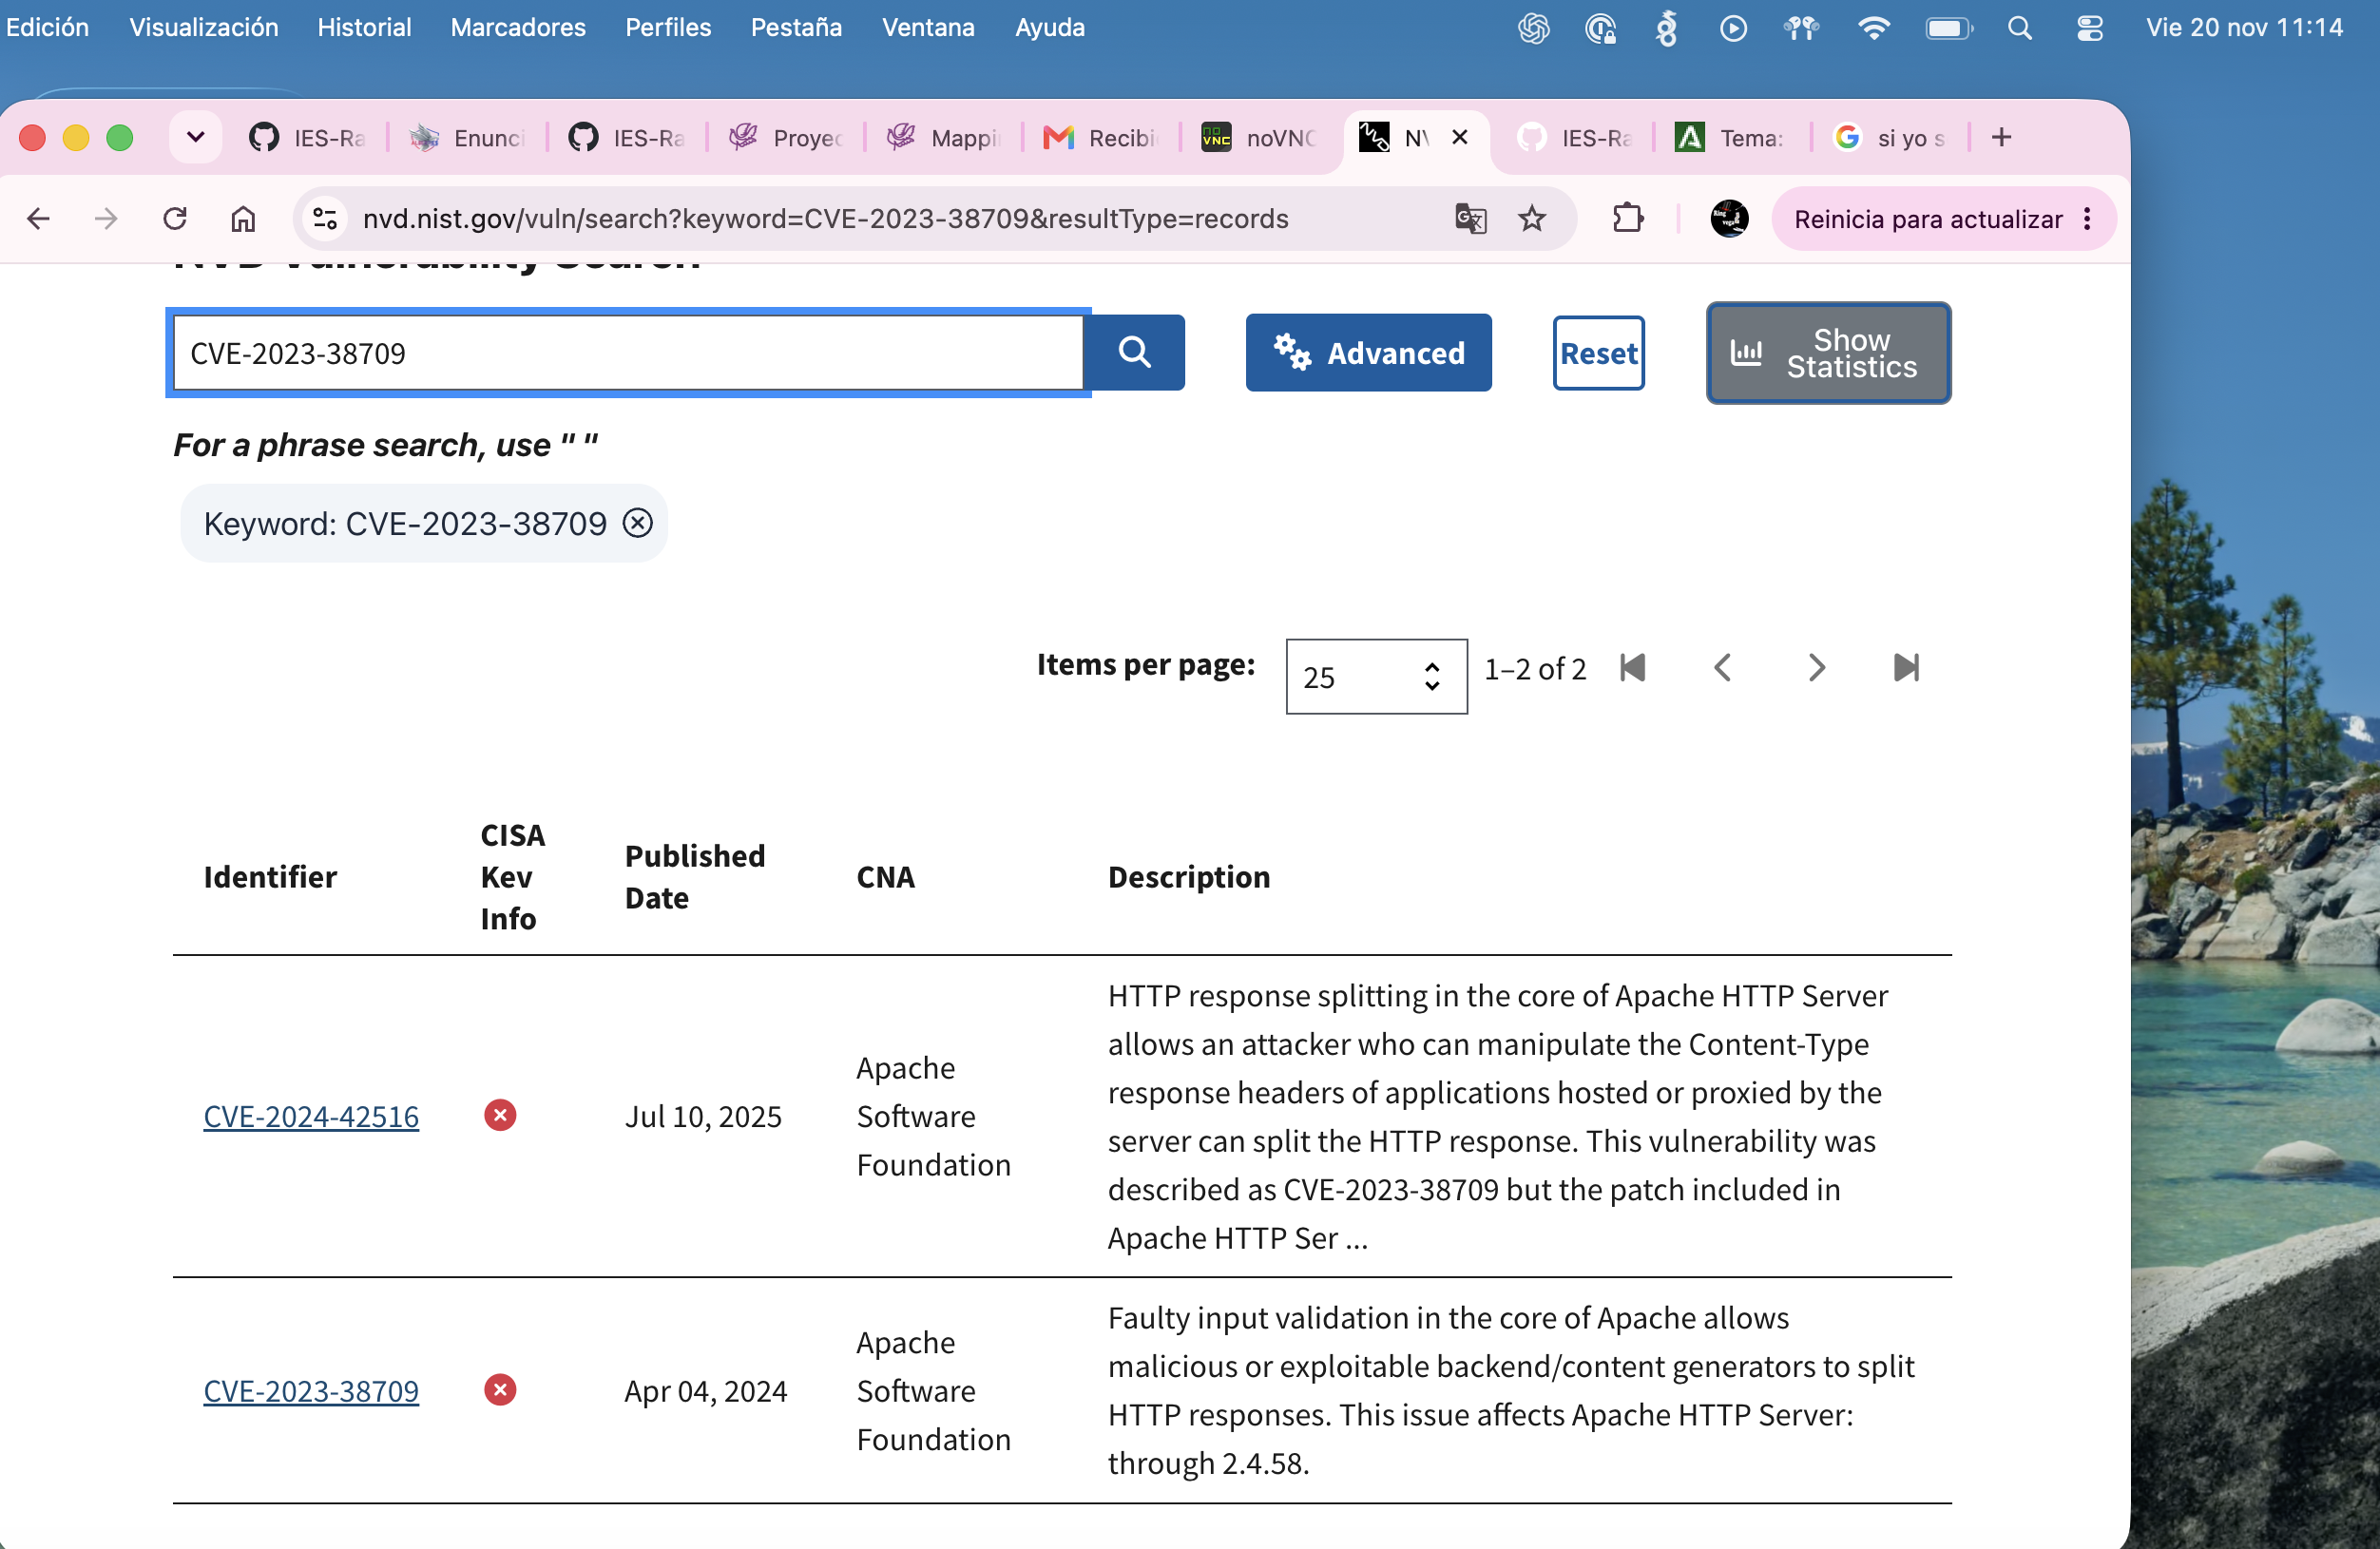 Edición Visualización Historial Marcadores Perfiles Pestaña Ventana Ayuda Vie 20 nov 11:14
IES-Ra Enunci IES-Ra Proyec Mappi Recibi noVNC NV IES-Ra Tema: si yo s
nvd.nist.gov/vuln/search?keyword=CVE-2023-38709&resultType=records Reinicia para actualizar
NVD Vulnerability Search
CVE-2023-38709 Advanced Reset Show
Statistics
For a phrase search, use " "
Keyword: CVE-2023-38709
Items per page: 25 1–2 of 2
Identifier CISA
Kev
Info Published
Date CNA Description
CVE-2024-42516 Jul 10, 2025 Apache
Software
Foundation
HTTP response splitting in the core of Apache HTTP Server
allows an attacker who can manipulate the Content-Type
response headers of applications hosted or proxied by the
server can split the HTTP response. This vulnerability was
described as CVE-2023-38709 but the patch included in
Apache HTTP Ser ...
CVE-2023-38709 Apr 04, 2024 Apache
Software
Foundation
Faulty input validation in the core of Apache allows
malicious or exploitable backend/content generators to split
HTTP responses. This issue affects Apache HTTP Server:
through 2.4.58.